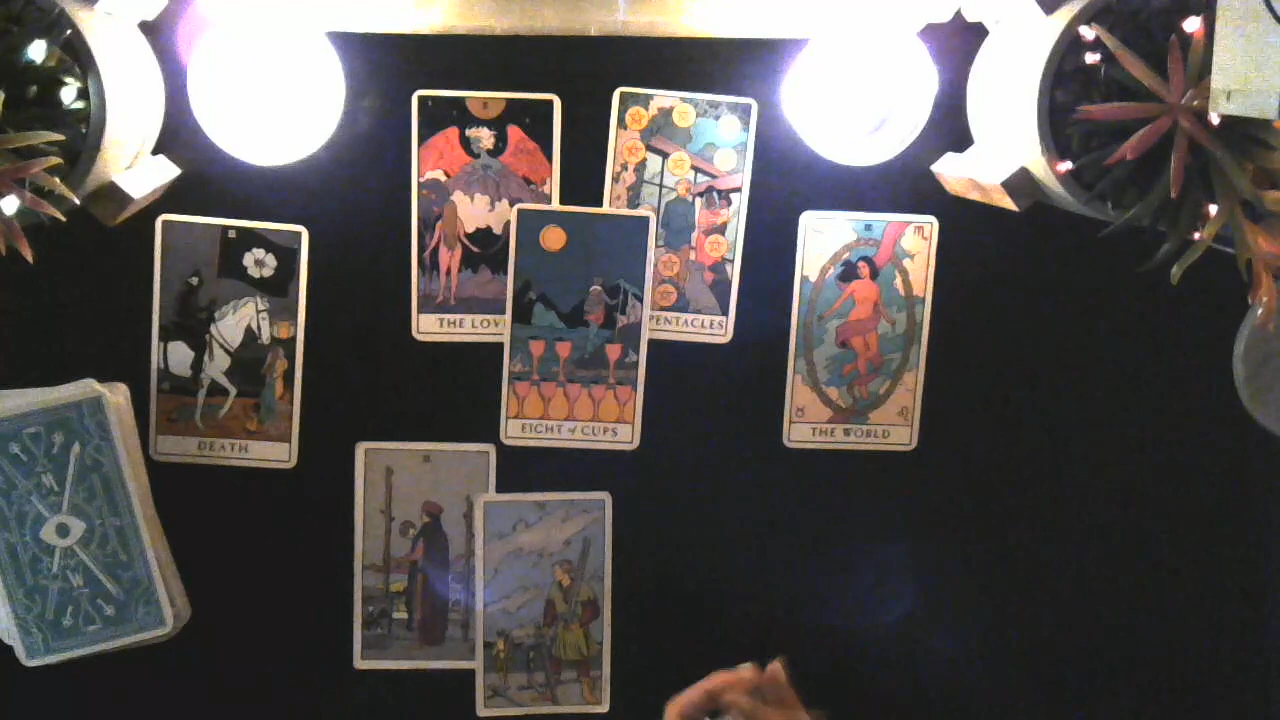 THE LOV
PENTACLES
DEATH
EIGHT of CUPS
THE WORLD